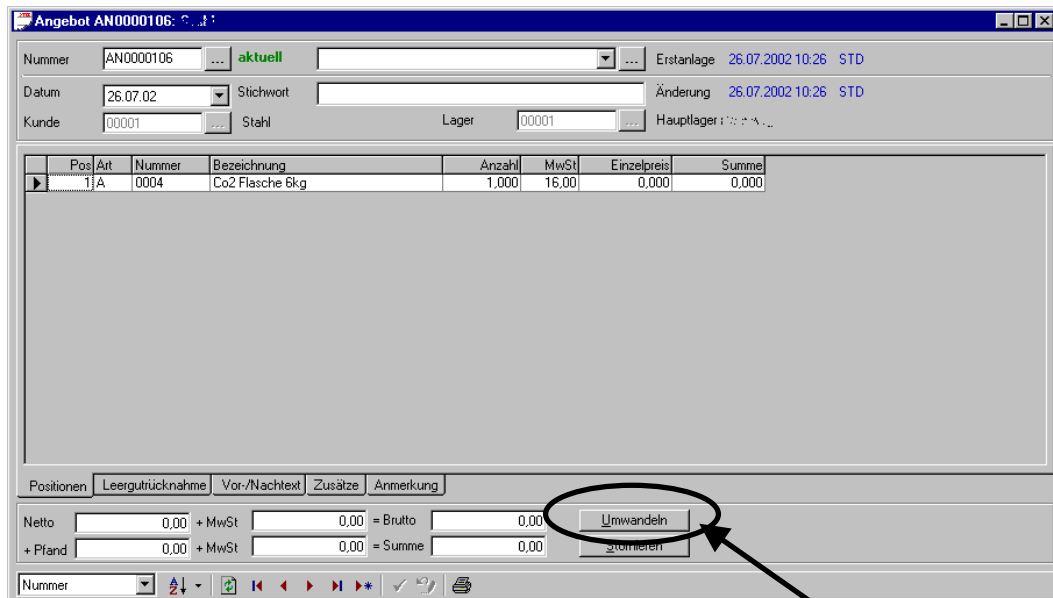 Angebot AN0000106:
Nummer AN0000106 ... aktuell ... Erstanlage 26.07.2002 10:26 STD
Datum 26.07.02 Stichwort Änderung 26.07.2002 10:26 STD
Kunde 00001 ... Stahl Lager 00001 ... Hauptlager
Pos Art Nummer Bezeichnung Anzahl MwSt Einzelpreis Summe
1 A 0004 Co2 Flasche 6kg 1,000 16,00 0,000 0,000
Positionen Leergutrücknahme Vor-/Nachtext Zusätze Anmerkung
Netto 0,00 + MwSt 0,00 = Brutto 0,00 Umwandeln
+ Pfand 0,00 + MwSt 0,00 = Summe 0,00 Stornieren
Nummer